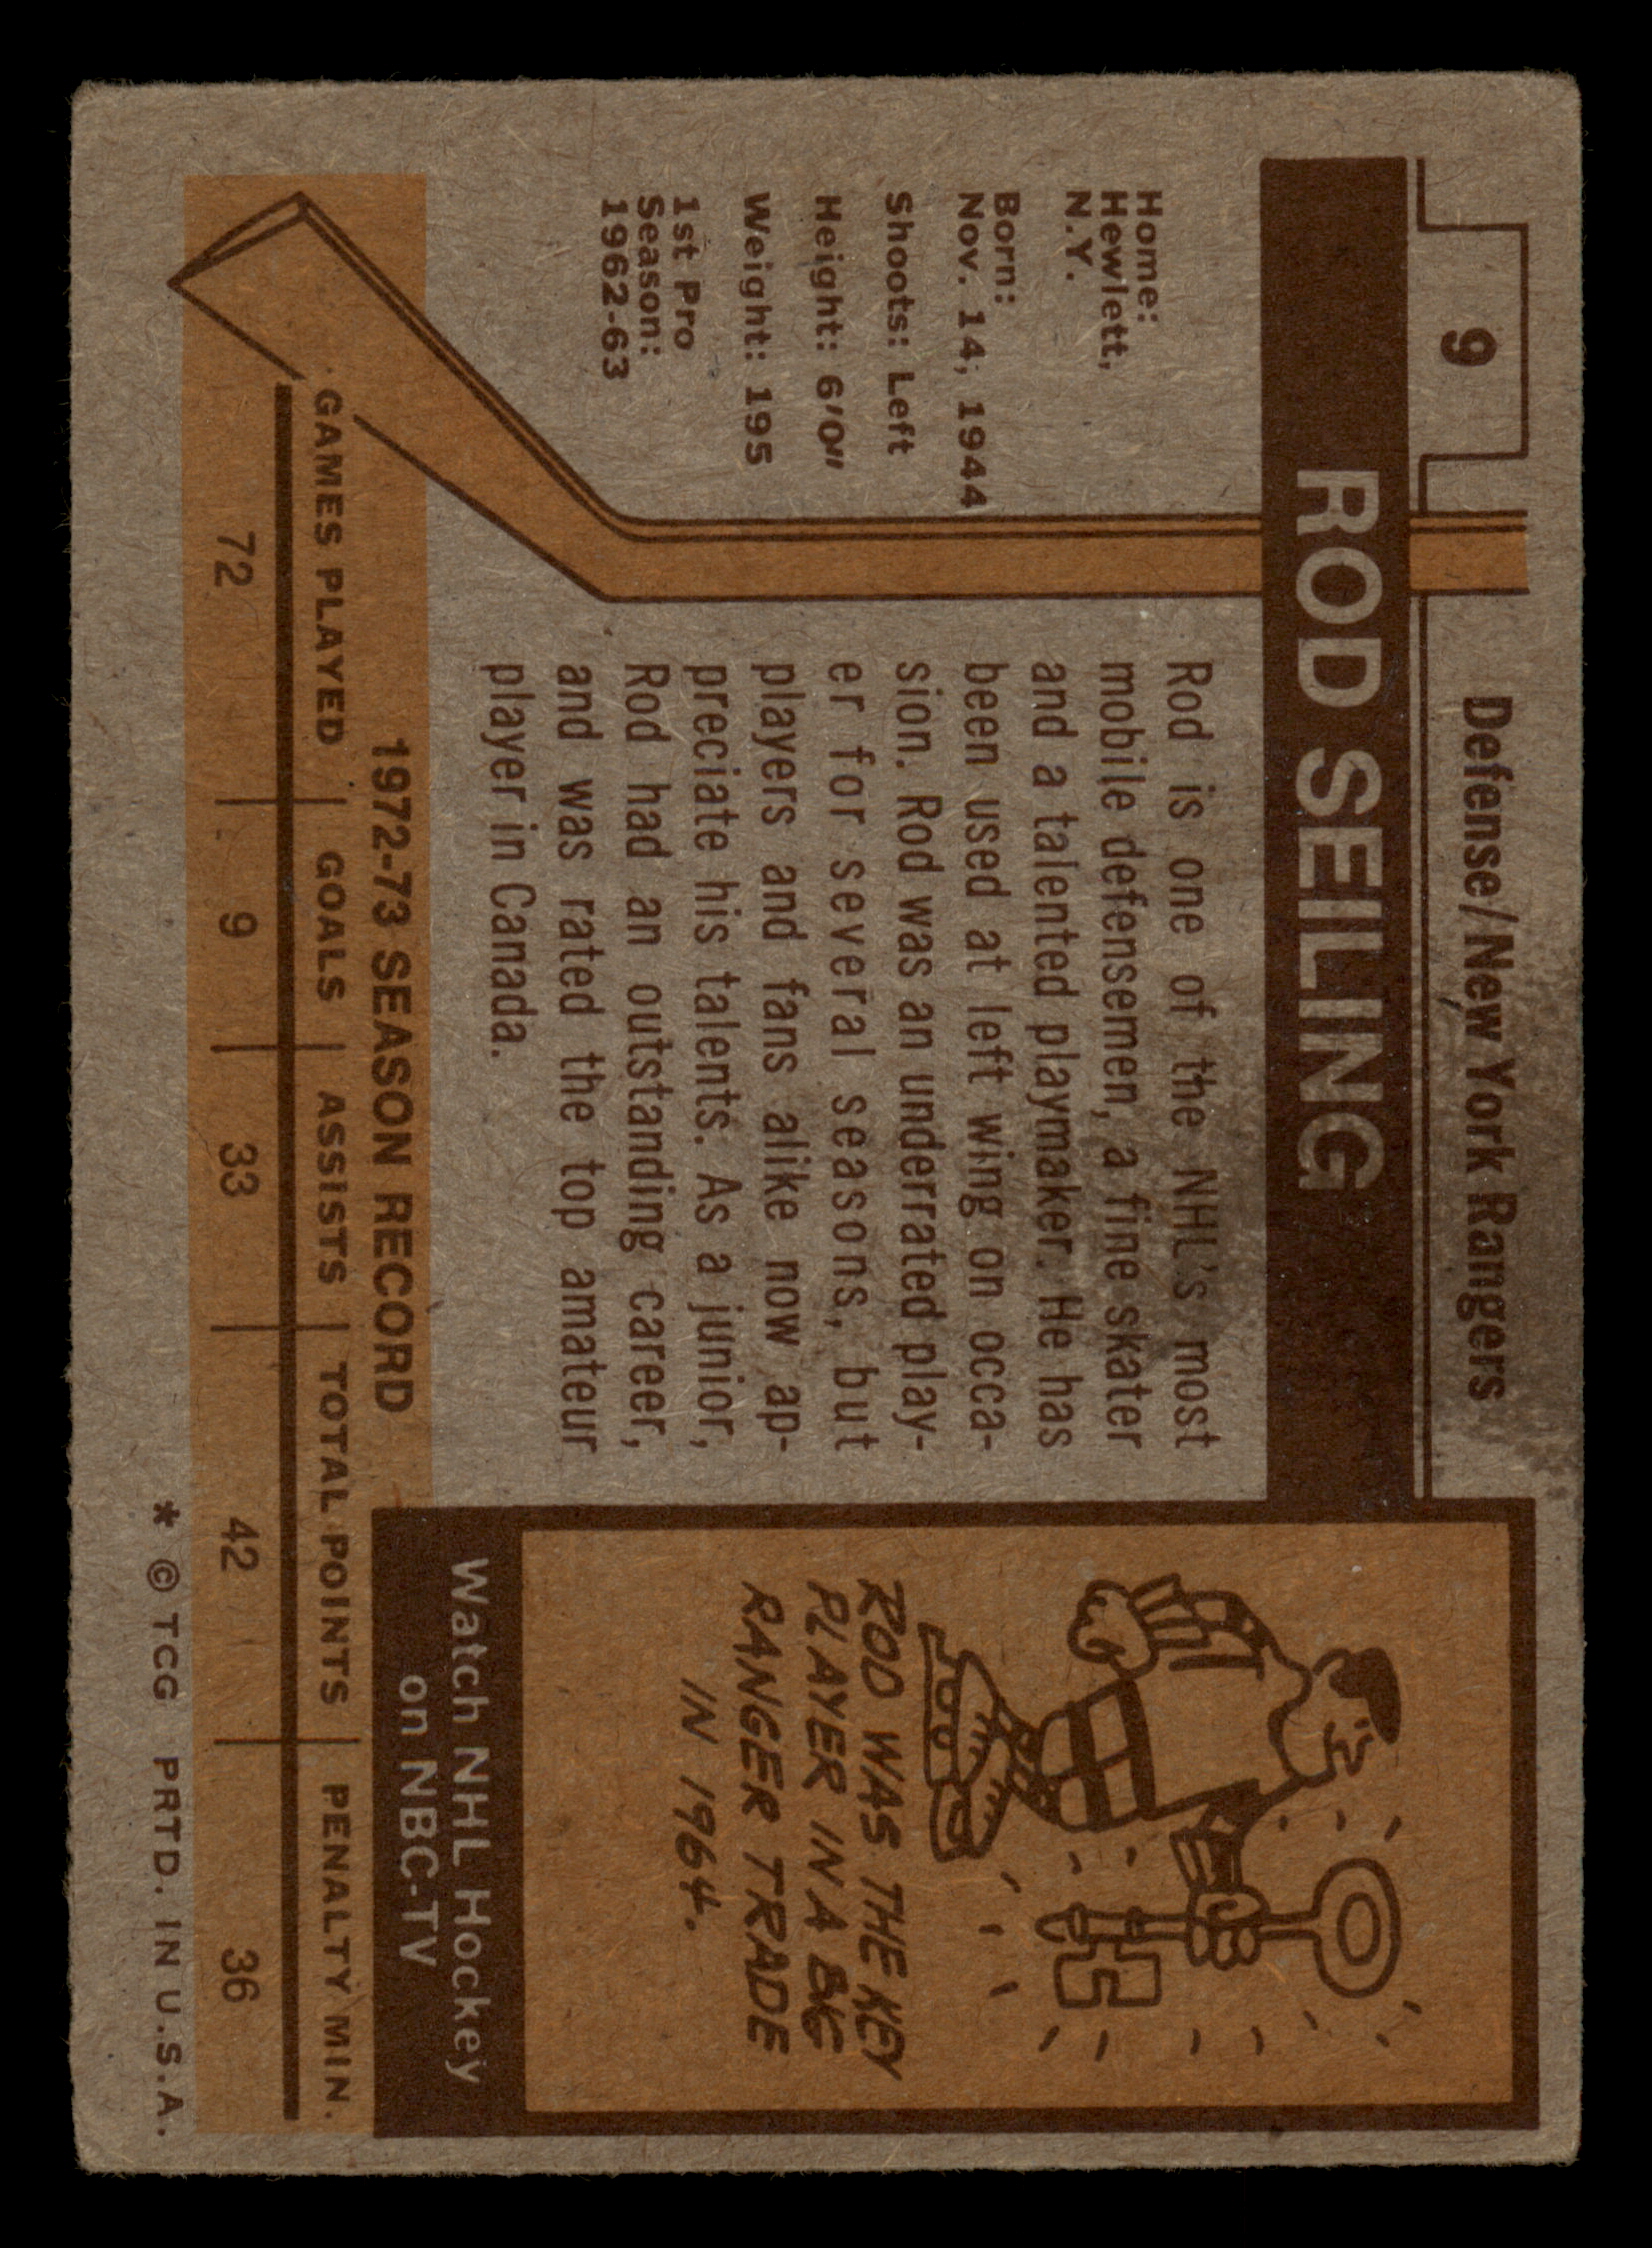 9
Defense/New York Rangers
ROD SEILING
Home:
Hewlett,
N.Y.
Born:
Nov. 14, 1944
Shoots: Left
Height: 6'0"
Weight: 195
1st Pro
Season:
1962-63
Rod is one of the NHL's most
mobile defensemen, a fine skater
and a talented playmaker. He has
been used at left wing on occa-
sion. Rod was an underrated play-
er for several seasons, but
players and fans alike now ap-
preciate his talents. As a junior,
Rod had an outstanding career,
and was rated the top amateur
player in Canada.
ROD WAS THE KEY
PLAYER IN A BIG
RANGER TRADE
IN 1964.
Watch NHL Hockey
on NBC-TV
1972-73 SEASON RECORD
GAMES PLAYED GOALS ASSISTS TOTAL POINTS PENALTY MIN.
72 9 33 42 36
* © TCG PRTD. IN U.S.A.